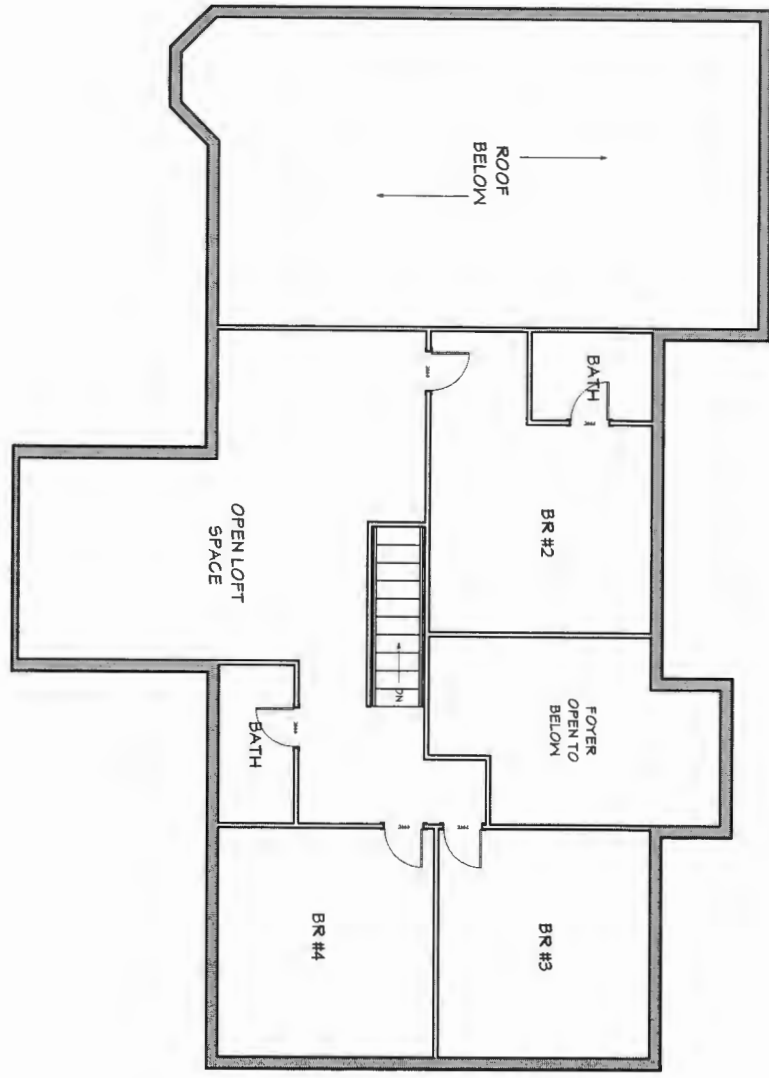 ROOF
BELOW
BATH
BR #2
OPEN LOFT
SPACE
DN
FOYER
OPEN TO
BELOW
BATH
BR #4
BR #3